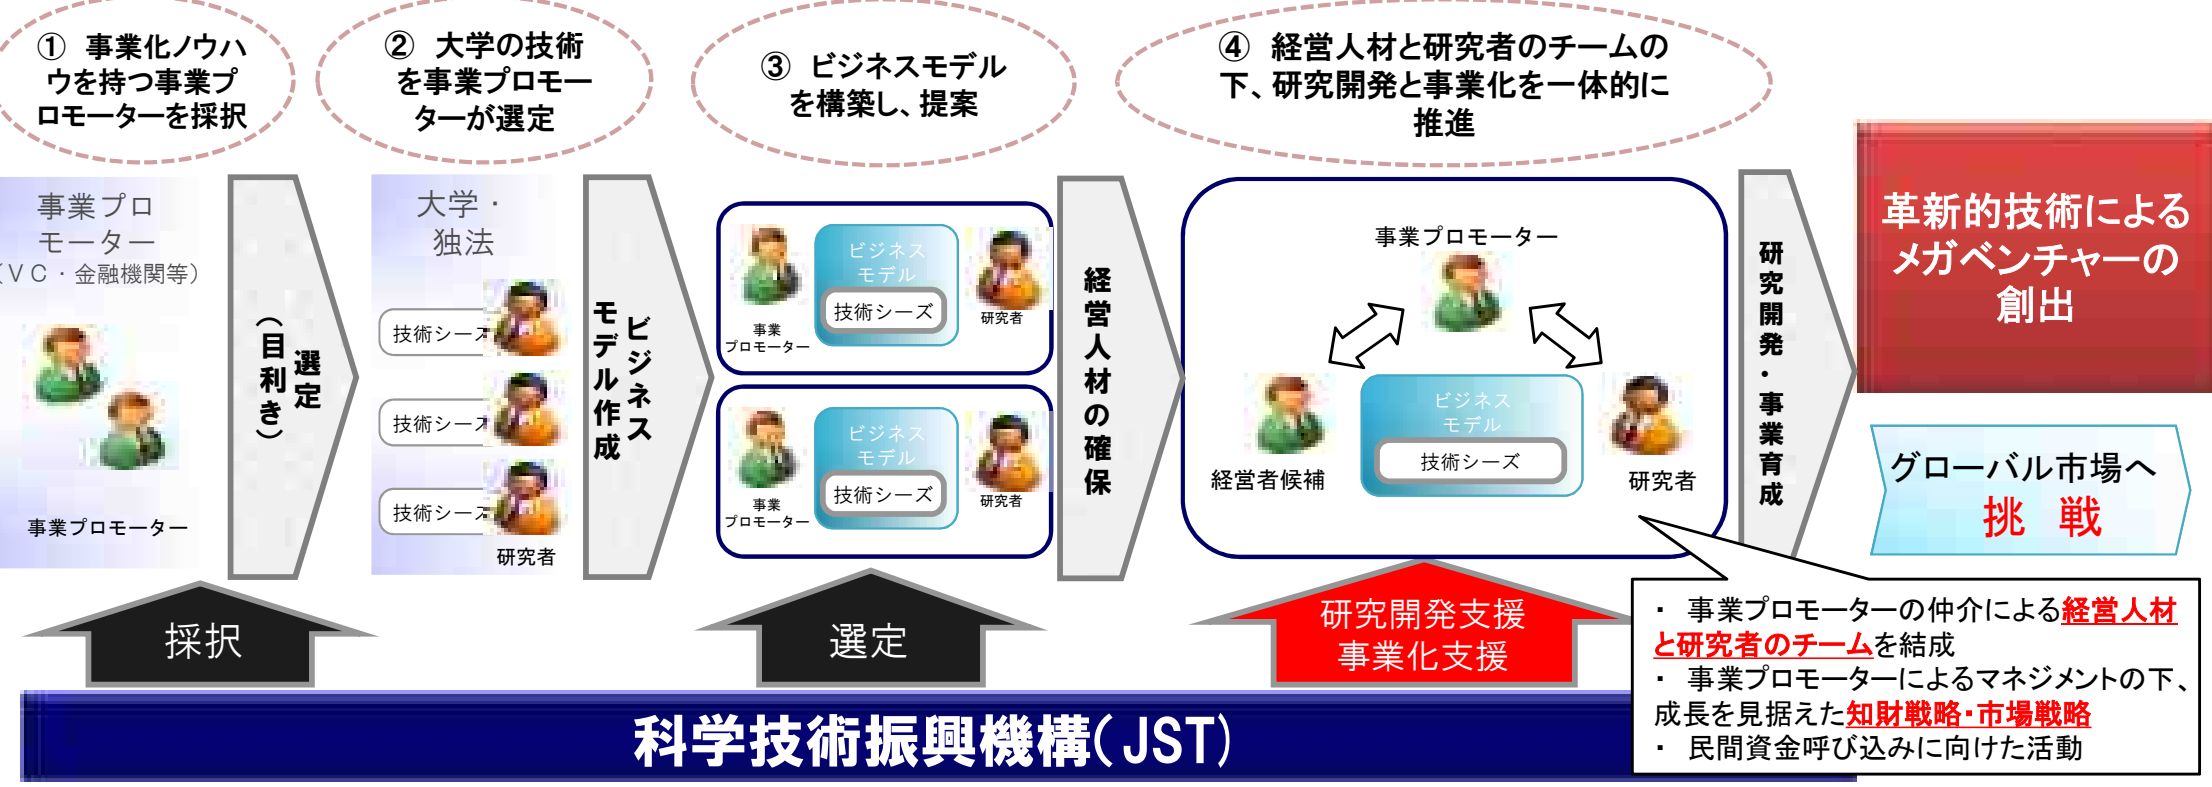 ① 事業化ノウハ
ウを持つ事業プ
ロモーターを採択
② 大学の技術
を事業プロモー
ターが選定
③ ビジネスモデル
を構築し、提案
④ 経営人材と研究者のチームの
下、研究開発と事業化を一体的に
推進
事業プロ
モーター
(ＶＣ・金融機関等)
事業プロモーター
選定
（目利き）
大学・
独法
技術シーズ
技術シーズ
技術シーズ
研究者
ビジネス
モデル作成
ビジネス
モデル
技術シーズ
事業
プロモーター
研究者
ビジネス
モデル
技術シーズ
事業
プロモーター
研究者
経営人材の確保
事業プロモーター
経営者候補
ビジネス
モデル
技術シーズ
研究者
研究開発・事業育成
革新的技術による
メガベンチャーの
創出
グローバル市場へ
挑 戦
採択
選定
研究開発支援
事業化支援
・ 事業プロモーターの仲介による経営人材
と研究者のチームを結成
・ 事業プロモーターによるマネジメントの下、
成長を見据えた知財戦略・市場戦略
・ 民間資金呼び込みに向けた活動
科学技術振興機構(JST)